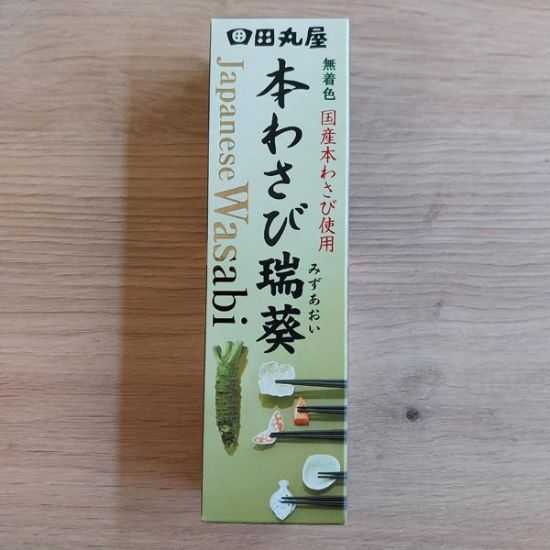 田丸屋
無着色
国産本わさび使用
本わさび瑞葵
みずあおい
Japanese Wasabi